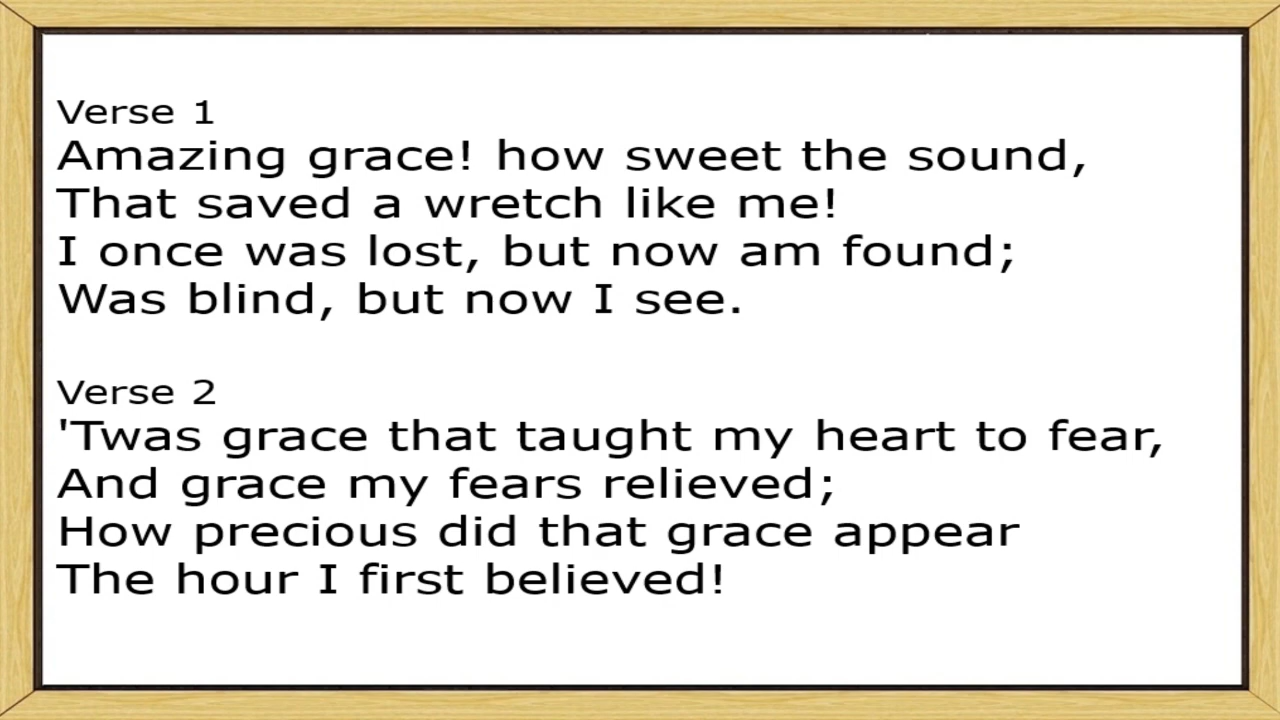 Verse 1
Amazing grace! how sweet the sound,
That saved a wretch like me!
I once was lost, but now am found;
Was blind, but now I see.
Verse 2
'Twas grace that taught my heart to fear,
And grace my fears relieved;
How precious did that grace appear
The hour I first believed!